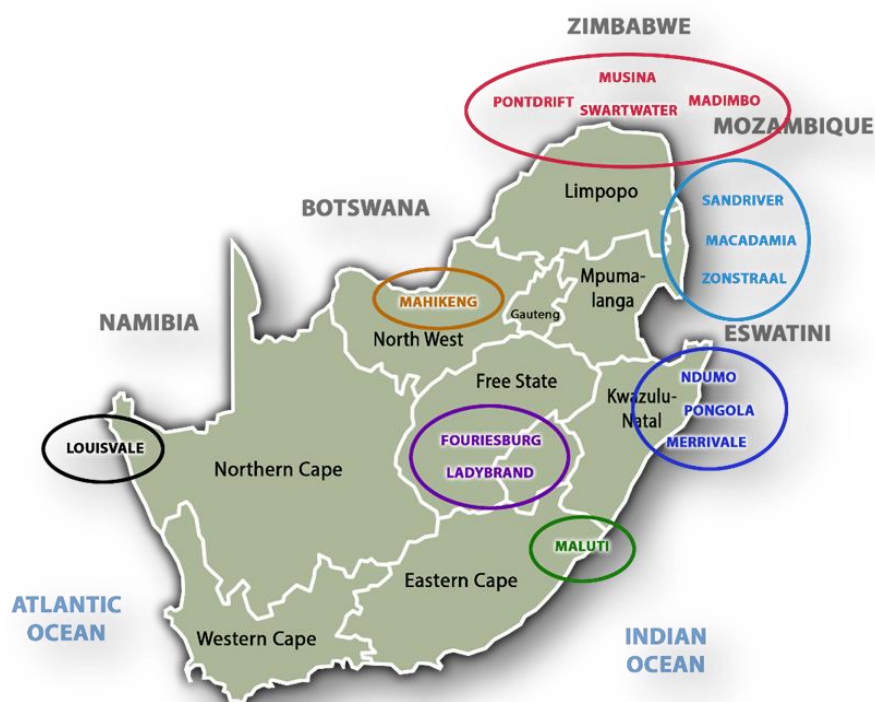 ZIMBABWE
MUSINA
PONTDRIFT
SWARTWATER
MADIMBO
MOZAMBIQUE
Limpopo
SANDRIVER
BOTSWANA
MACADAMIA
Mpuma-
langa
ZONSTRAAL
MAHIKENG
Gauteng
NAMIBIA
North West
ESWATINI
Free State
NDUMO
Kwazulu-
Natal
PONGOLA
FOURIESBURG
MERRIVALE
LOUISVALE
Northern Cape
LADYBRAND
MALUTI
Eastern Cape
ATLANTIC
OCEAN
Western Cape
INDIAN
OCEAN